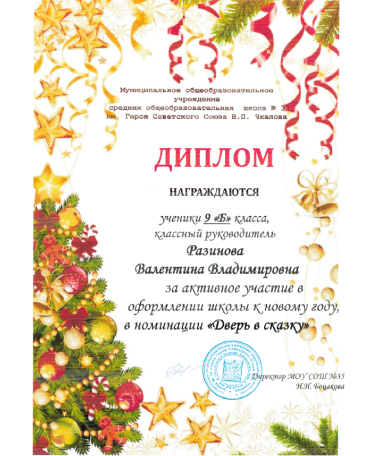 Муниципальное общеобразовательное
учреждение
средняя общеобразовательная школа №
им. Героя Советского Союза В.П. Чкалова
ДИПЛОМ
НАГРАЖДАЮТСЯ
ученики 9 «Б» класса,
классный руководитель
Разинова
Валентина Владимировна
за активное участие в
оформлении школы к новому году,
в номинации «Дверь в сказку»
Директор МОУ СОШ №35